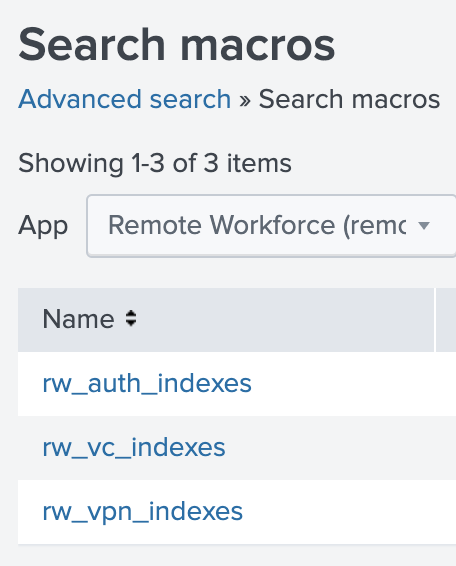 Search macros
Advanced search » Search macros
Showing 1-3 of 3 items
App Remote Workforce (remo
Name
rw_auth_indexes
rw_vc_indexes
rw_vpn_indexes